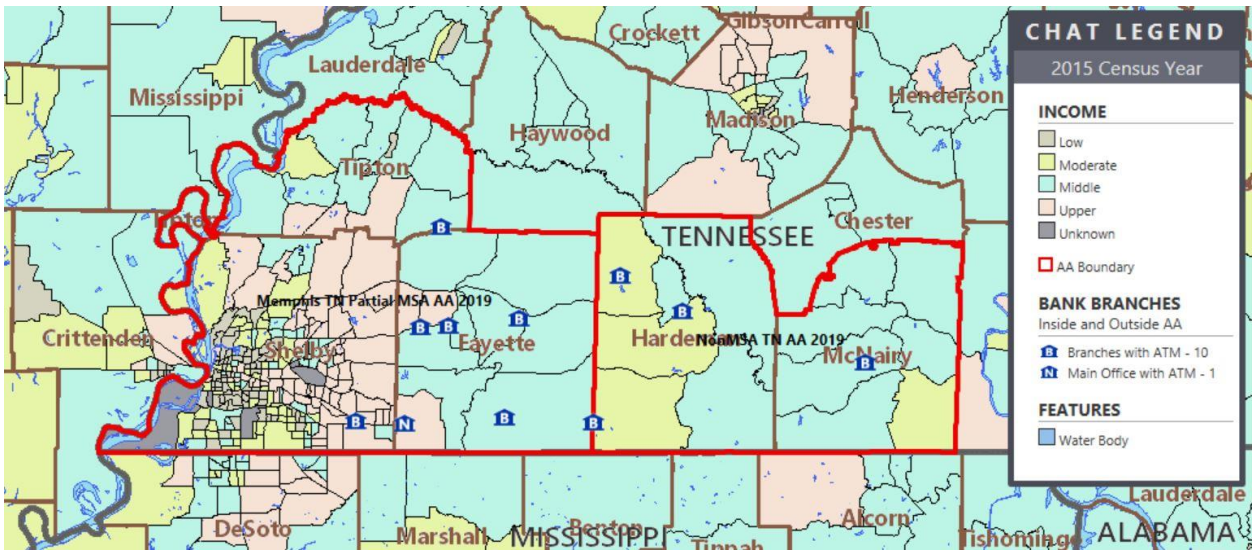 Gibson
Carroll
Crockett
Lauderdale
Mississippi
Henderson
Madison
Haywood
Tipton
Chester
TENNESSEE
Memphis TN Partial MSA AA 2019
Crittenden
Shelby
Fayette
NonMSA TN AA 2019
McNairy
DeSoto
Marshall
MISSISSIPPI
Benton
Tippah
Alcorn
Tishomingo
Lauderdale
ALABAMA
CHAT LEGEND
2015 Census Year
INCOME
Low
Moderate
Middle
Upper
Unknown
AA Boundary
BANK BRANCHES
Inside and Outside AA
B Branches with ATM - 10
N Main Office with ATM - 1
FEATURES
Water Body
B
B
B
B
B
B
B
B
N
B
B